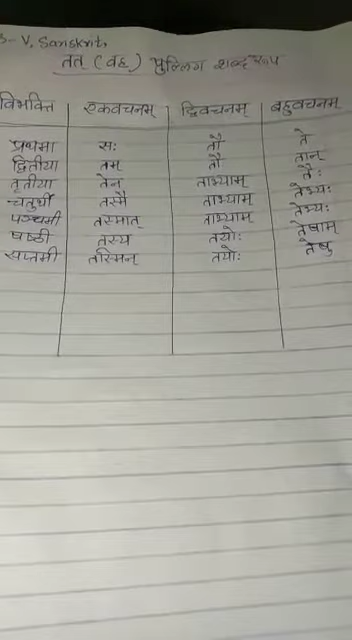 - V, Sanskrit,
तत् (वह) पुल्लिंग शब्द रूप
विभक्ति एकवचनम् द्विवचनम् बहुवचनम्
प्रथमा सः तौ ते
द्वितीया तम् तौ तान्
तृतीया तेन ताभ्याम् तैः
चतुर्थी तस्मै ताभ्याम् तेभ्यः
पञ्चमी तस्मात् ताभ्याम् तेभ्यः
षष्ठी तस्य तयोः तेषाम्
सप्तमी तस्मिन् तयोः तेषु